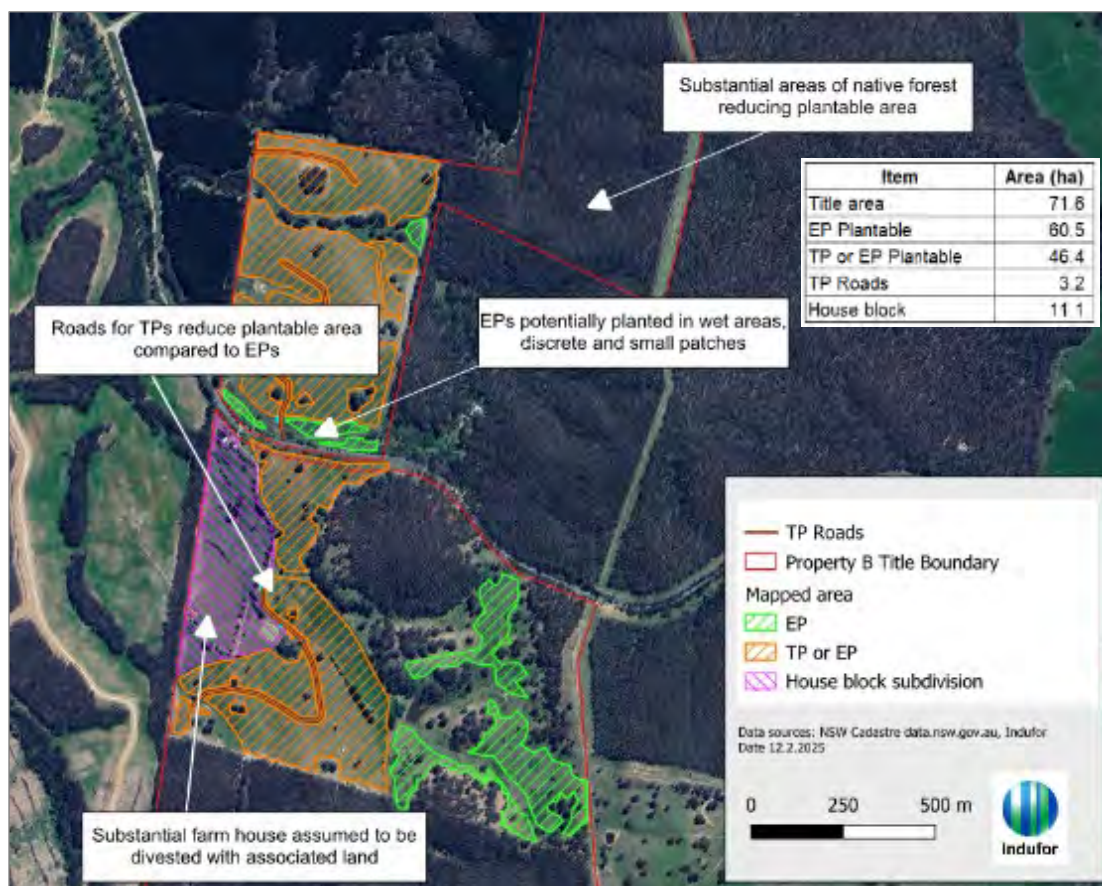 Substantial areas of native forest
reducing plantable area
Item Area (ha)
Title area 71.6
EP Plantable 60.5
TP or EP Plantable 46.4
TP Roads 3.2
House block 11.1
Roads for TPs reduce plantable area
compared to EPs
EPs potentially planted in wet areas,
discrete and small patches
Substantial farm house assumed to be
divested with associated land
TP Roads
Property B Title Boundary
Mapped area
EP
TP or EP
House block subdivision
Data sources: NSW Cadastre data.nsw.gov.au, Indufor
Date 12.2.2025
0 250 500 m
Indufor